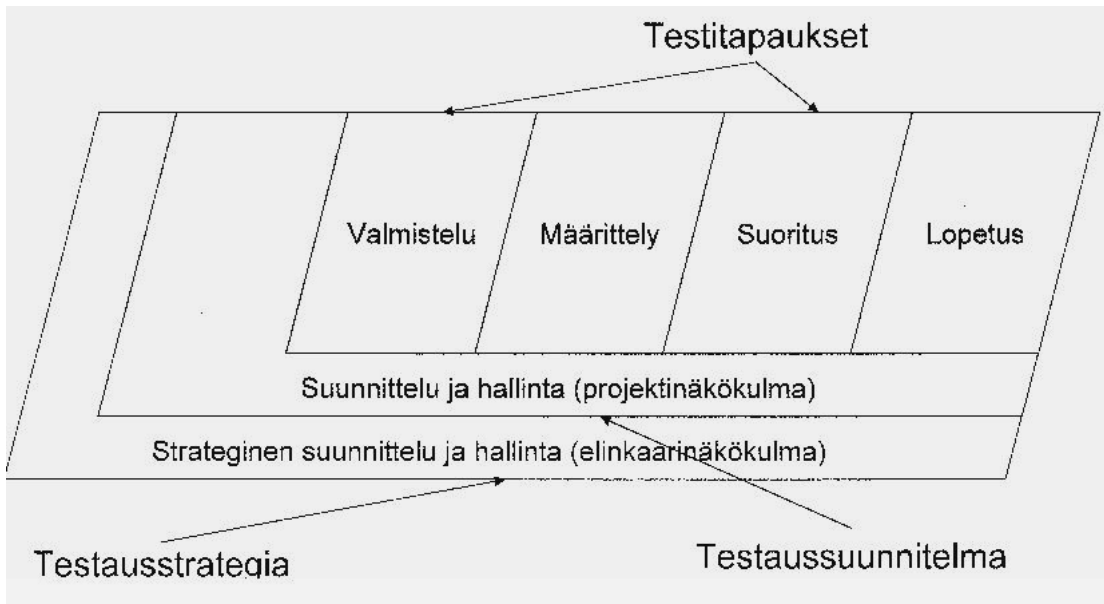 Testitapaukset
Valmistelu
Määrittely
Suoritus
Lopetus
Suunnittelu ja hallinta (projektinäkökulma)
Strateginen suunnittelu ja hallinta (elinkaarinäkökulma)
Testausstrategia
Testaussuunnitelma